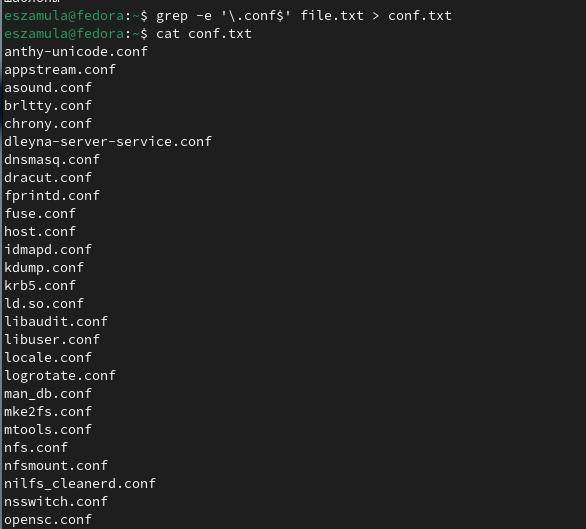 eszamula@fedora:~$ grep -e '\.conf$' file.txt > conf.txt
eszamula@fedora:~$ cat conf.txt
anthy-unicode.conf
appstream.conf
asound.conf
brltty.conf
chrony.conf
dleyna-server-service.conf
dnsmasq.conf
dracut.conf
fprintd.conf
fuse.conf
host.conf
idmapd.conf
kdump.conf
krb5.conf
ld.so.conf
libaudit.conf
libuser.conf
locale.conf
logrotate.conf
man_db.conf
mke2fs.conf
mtools.conf
nfs.conf
nfsmount.conf
nilfs_cleanerd.conf
nsswitch.conf
opensc.conf